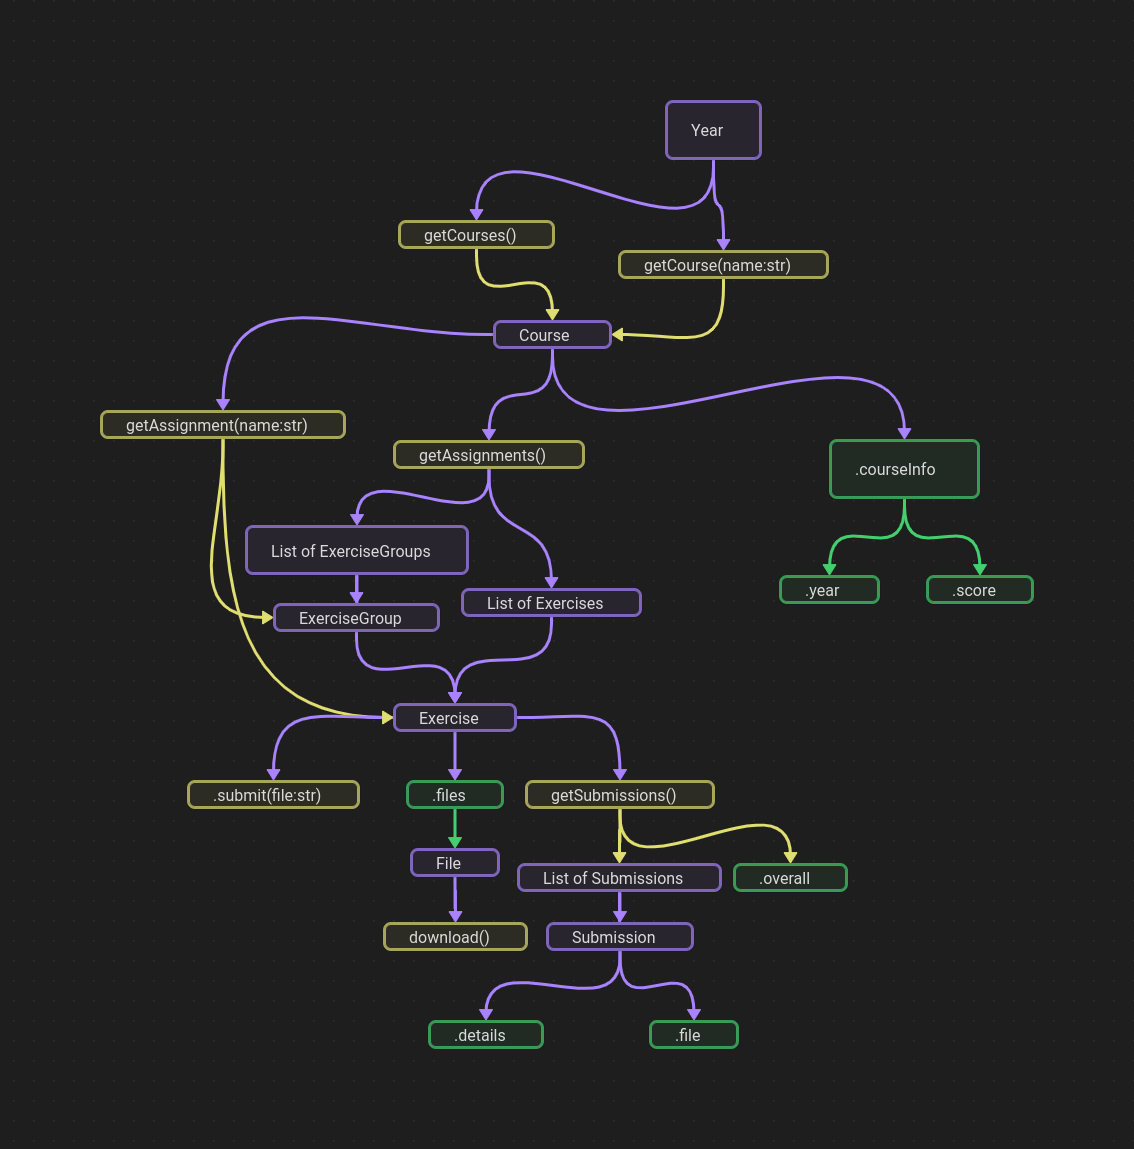 Year
getCourses()
getCourse(name:str)
Course
getAssignment(name:str)
getAssignments()
.courseInfo
List of ExerciseGroups
.year
.score
List of Exercises
ExerciseGroup
Exercise
.submit(file:str)
.files
getSubmissions()
File
List of Submissions
.overall
download()
Submission
.details
.file